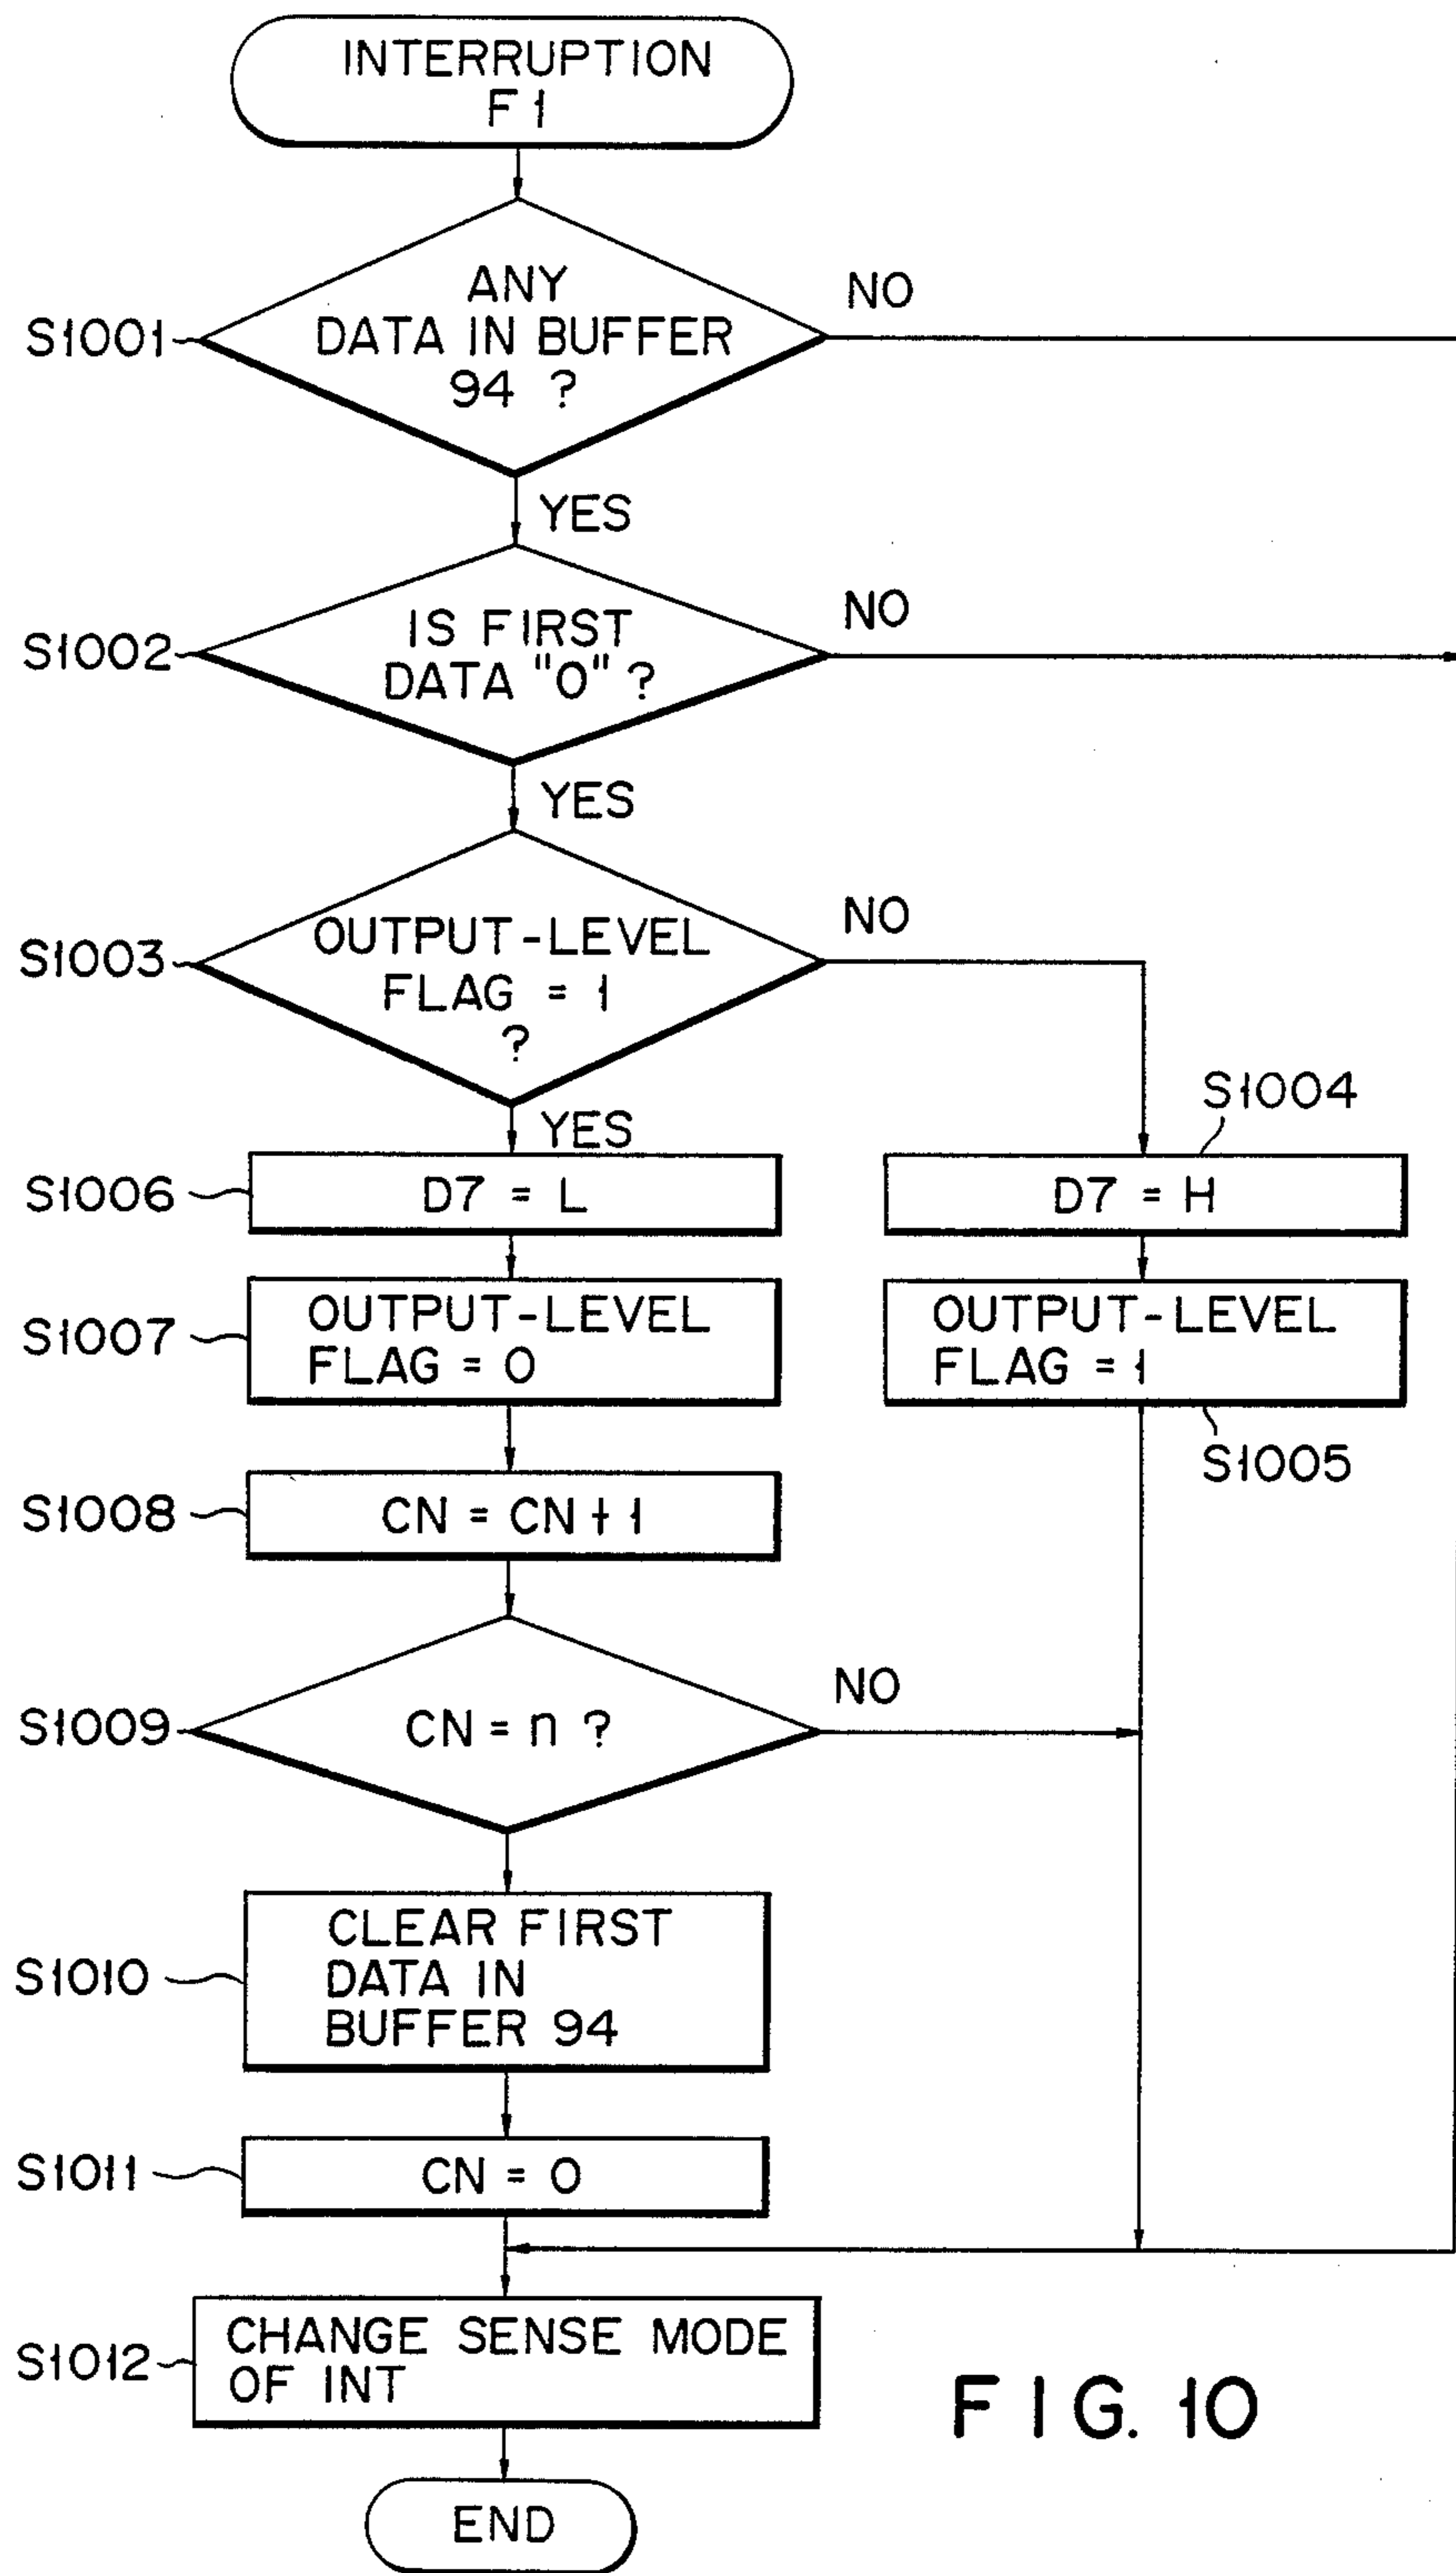 INTERRUPTION
F1
S1001
ANY
DATA IN BUFFER
94 ?
NO
YES
S1002
IS FIRST
DATA "0" ?
NO
YES
S1003
OUTPUT-LEVEL
FLAG = 1
?
NO
YES
S1004
S1006
D7 = L
D7 = H
S1007
OUTPUT-LEVEL
FLAG = 0
OUTPUT-LEVEL
FLAG = 1
S1005
S1008
CN = CN + 1
S1009
CN = n ?
NO
S1010
CLEAR FIRST
DATA IN
BUFFER 94
S1011
CN = 0
S1012
CHANGE SENSE MODE
OF INT
END
FIG. 10